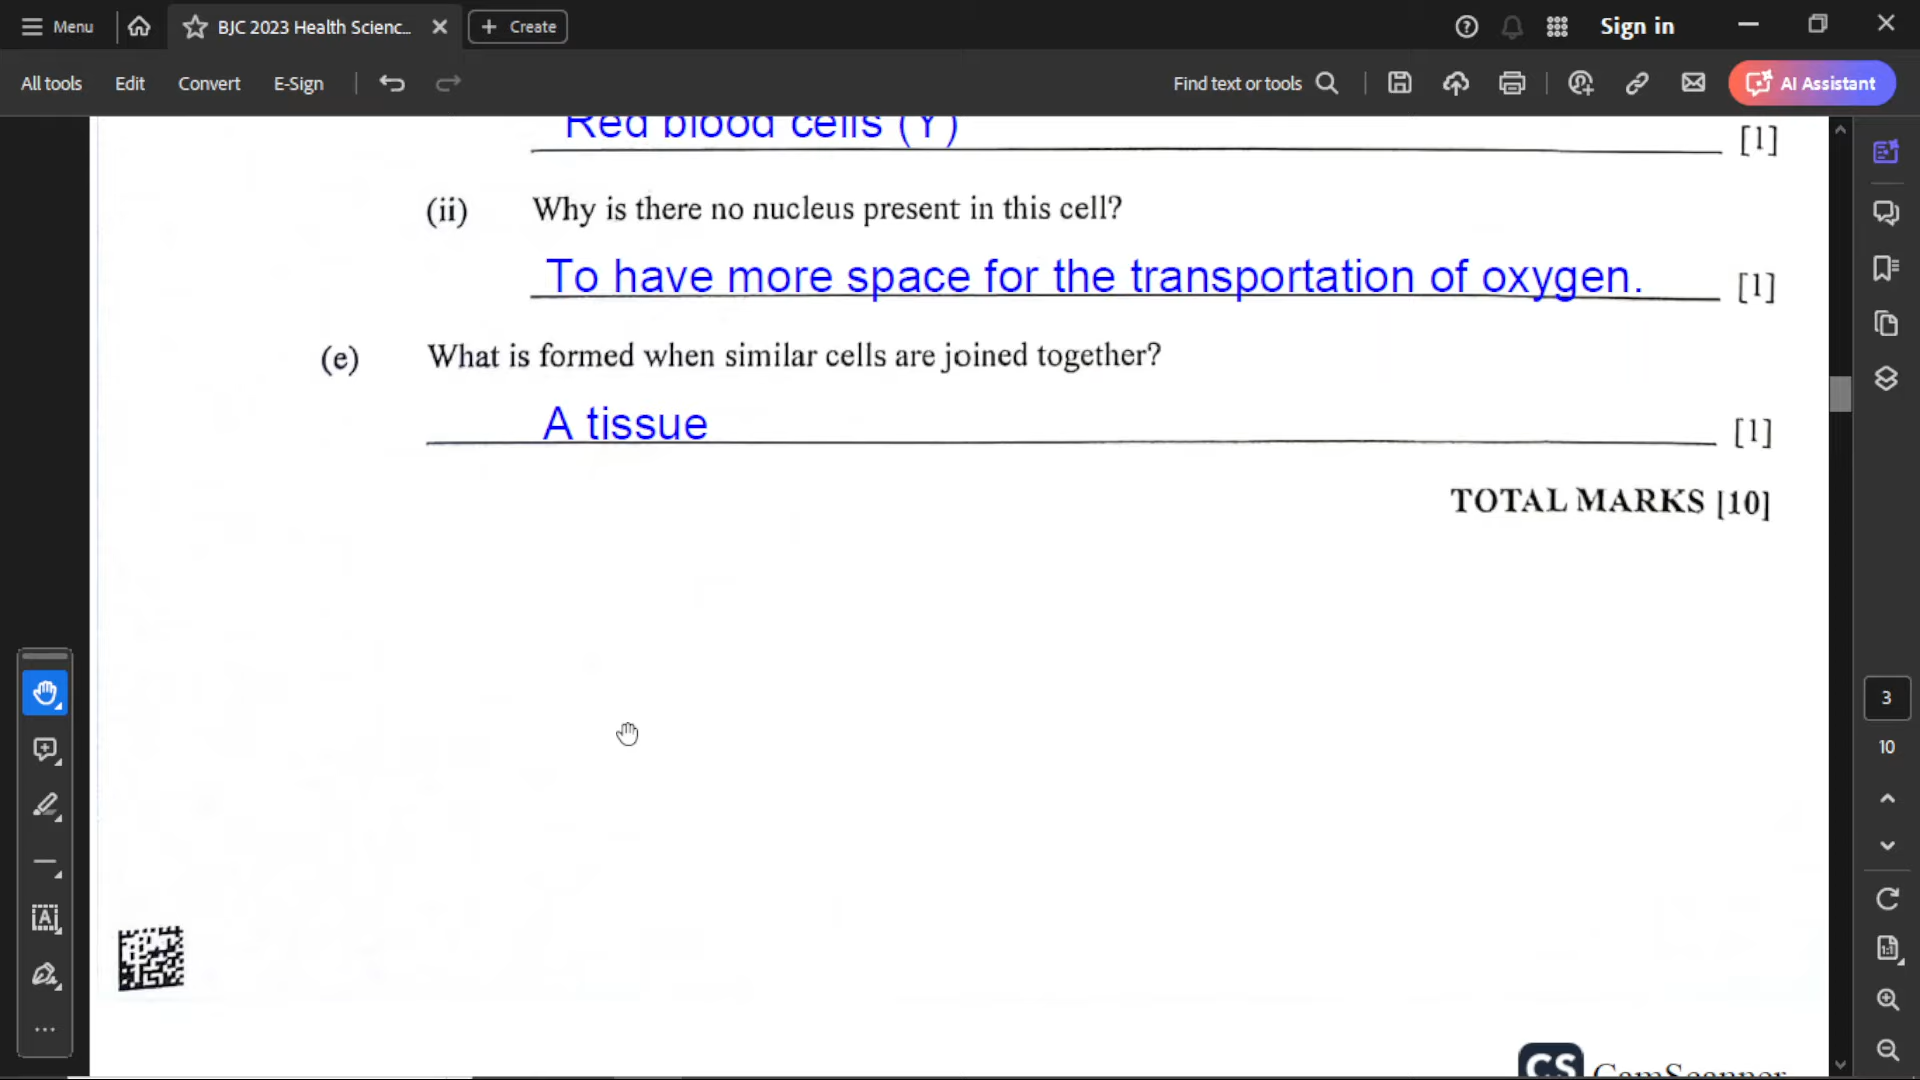 Menu
BJC 2023 Health Scienc...
Create
Sign in
All tools
Edit
Convert
E-Sign
Find text or tools
AI Assistant
Red blood cells (Y)
[1]
(ii) Why is there no nucleus present in this cell?
To have more space for the transportation of oxygen.
[1]
(e) What is formed when similar cells are joined together?
A tissue
[1]
TOTAL MARKS [10]
3
10
CS CamScanner